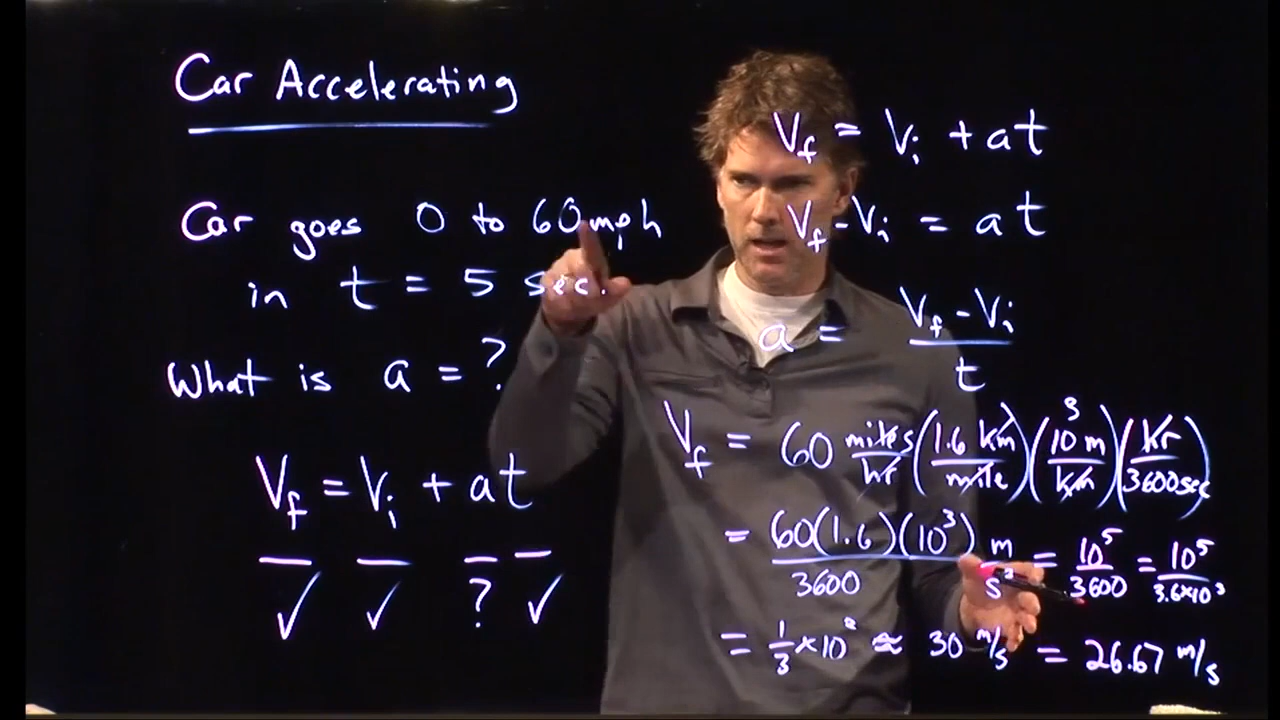 Car Accelerating
Car goes 0 to 60 mph
in t = 5 sec.
What is a = ?
V_f = V_i + at
✓ ✓ ? ✓
V_f = V_i + at
V_f - V_i = at
a = (V_f - V_i)/t
V_f = 60 miles/hr (1.6 km/mile)(10^3 m/km)(hr/3600sec)
= 60(1.6)(10^3)/3600 m/s = 10^5/3600 = 10^5/3.6×10^3
= 1/3 ×10^2 ≈ 30 m/s = 26.67 m/s